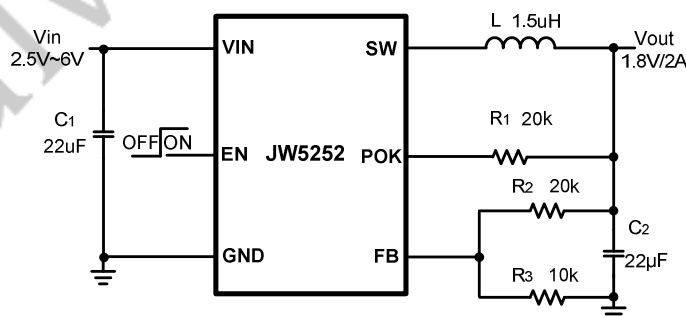 L 1.5uH
Vin
2.5V~6V
VIN
SW
Vout
1.8V/2A
C1
22uF
R1 20k
OFF ON
EN
JW5252
POK
R2 20k
C2
22µF
GND
FB
R3 10k